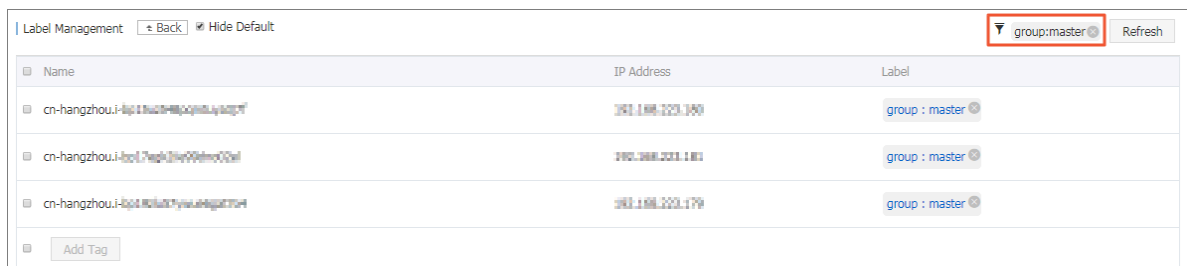 Label Management Back Hide Default group:master Refresh
Name IP Address Label
cn-hangzhou.i- group : master
cn-hangzhou.i- group : master
cn-hangzhou.i- group : master
Add Tag